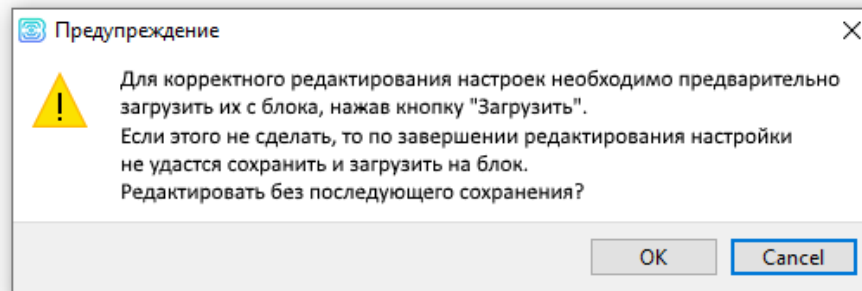 Предупреждение
Для корректного редактирования настроек необходимо предварительно
загрузить их с блока, нажав кнопку "Загрузить".
Если этого не сделать, то по завершении редактирования настройки
не удастся сохранить и загрузить на блок.
Редактировать без последующего сохранения?
OK
Cancel